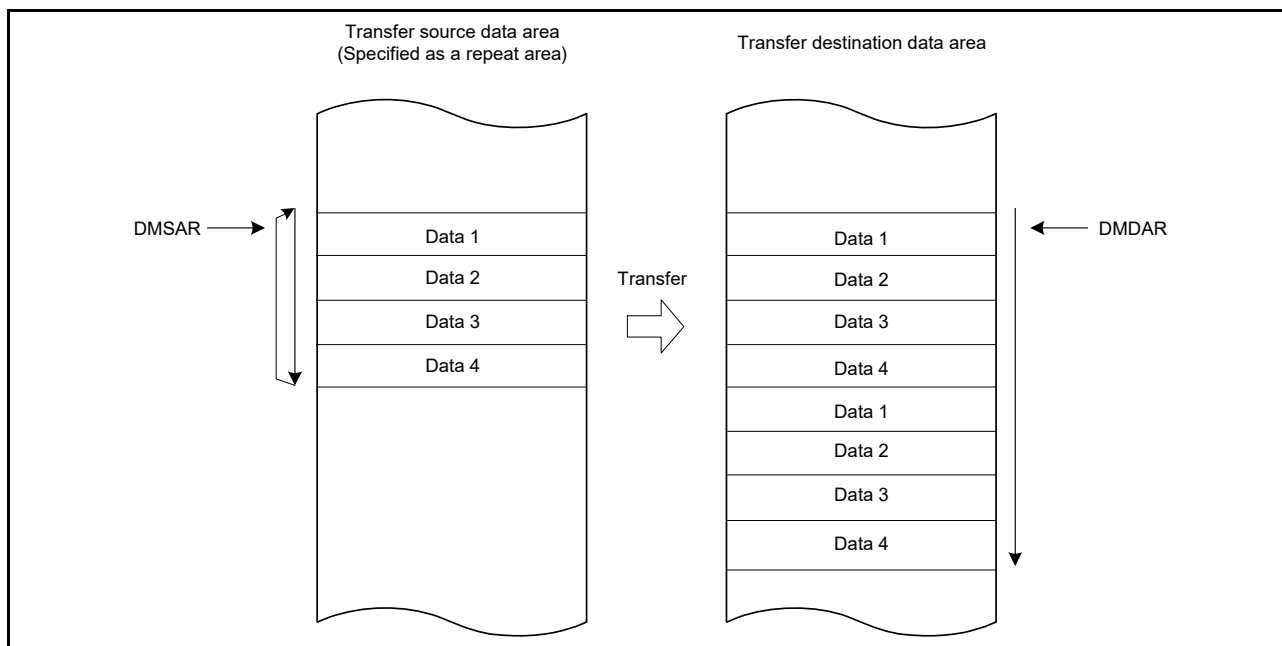 Transfer source data area
(Specified as a repeat area)
Transfer destination data area
DMSAR
Data 1
Data 2
Data 3
Data 4
Transfer
Data 1
Data 2
Data 3
Data 4
Data 1
Data 2
Data 3
Data 4
DMDAR